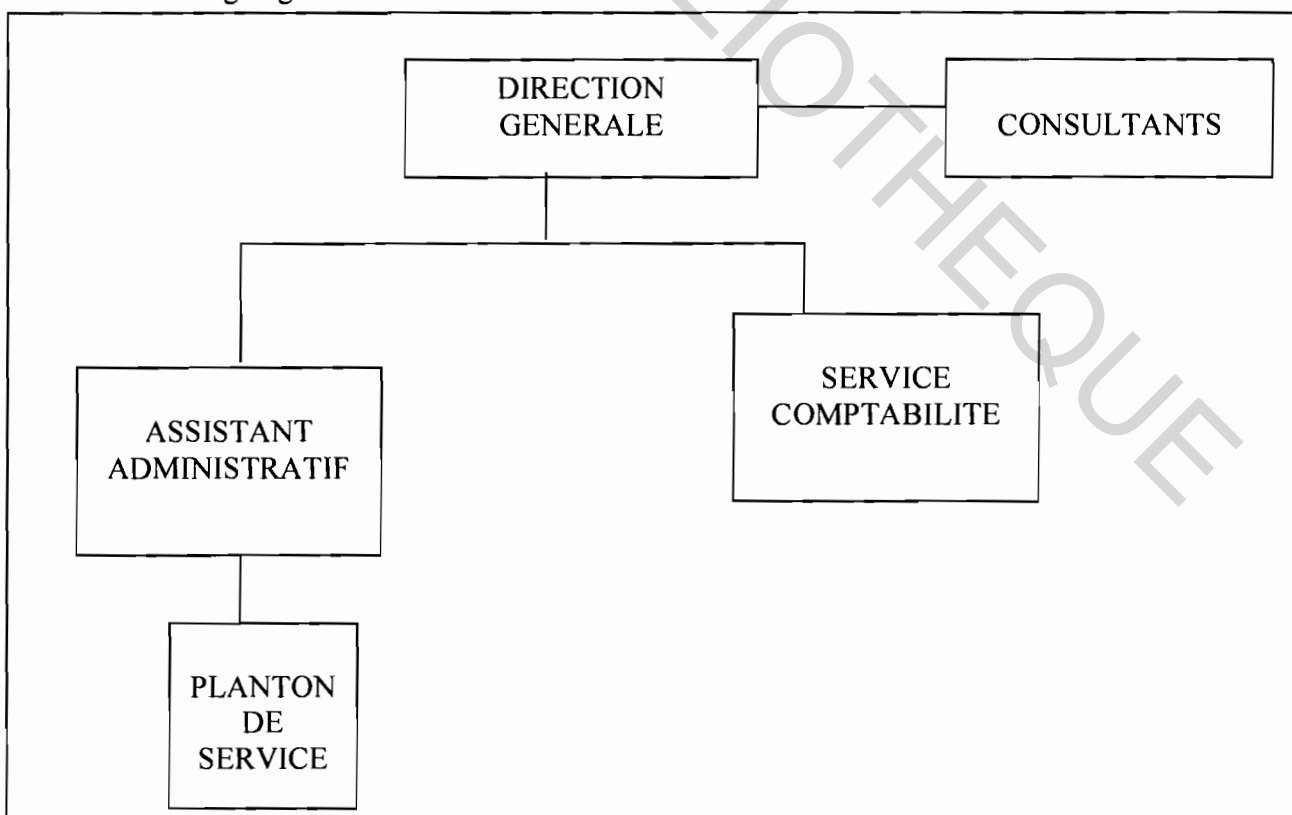 DIRECTION
GENERALE
CONSULTANTS
SERVICE
COMPTABILITE
ASSISTANT
ADMINISTRATIF
PLANTON
DE
SERVICE